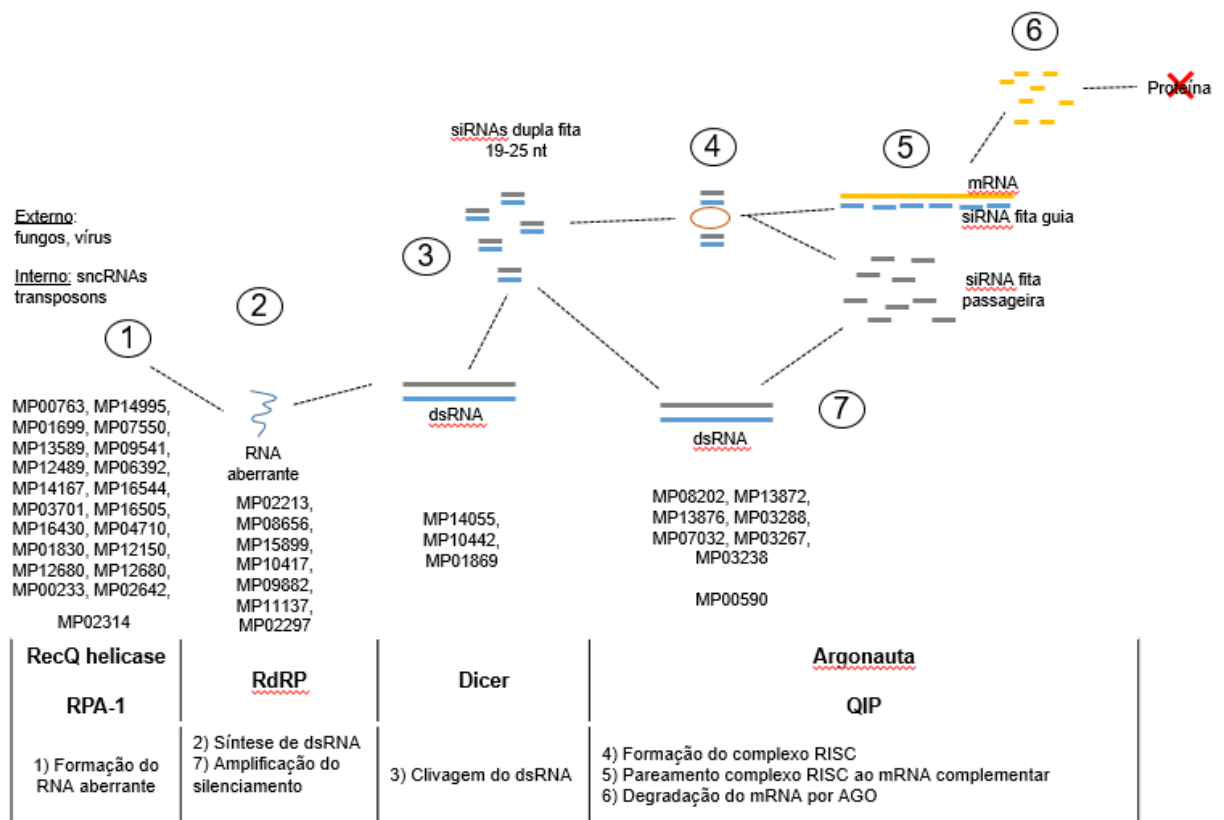 6
Proteína
siRNAs dupla fita
19-25 nt
4
5
mRNA
siRNA fita guia
Externo:
fungos, vírus
Interno: sncRNAs
transposons
3
2
siRNA fita
passageira
1
dsRNA
7
dsRNA
RNA
aberrante
MP00763, MP14995,
MP01699, MP07550,
MP13589, MP09541,
MP12489, MP06392,
MP14167, MP16544,
MP03701, MP16505,
MP16430, MP04710,
MP01830, MP12150,
MP12680, MP12680,
MP00233, MP02642,
MP02314
MP02213,
MP08656,
MP15899,
MP10417,
MP09882,
MP11137,
MP02297
MP14055,
MP10442,
MP01869
MP08202, MP13872,
MP13876, MP03288,
MP07032, MP03267,
MP03238
MP00590
RecQ helicase
RPA-1
RdRP
Dicer
Argonauta
QIP
1) Formação do
RNA aberrante
2) Síntese de dsRNA
7) Amplificação do
silenciamento
3) Clivagem do dsRNA
4) Formação do complexo RISC
5) Pareamento complexo RISC ao mRNA complementar
6) Degradação do mRNA por AGO